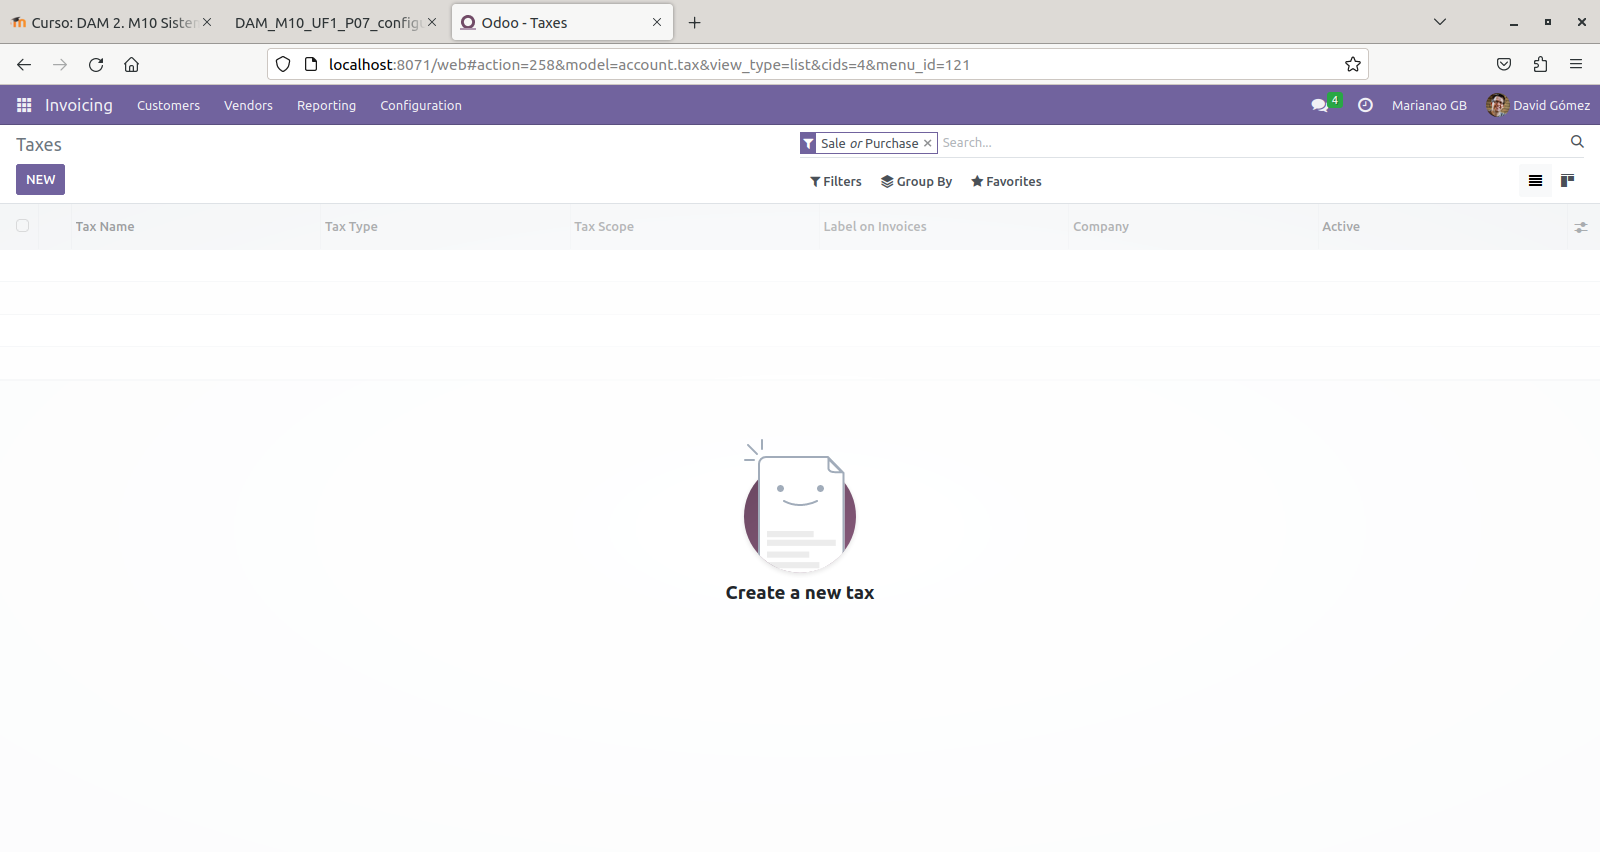 Curso: DAM 2. M10 Sister
DAM_M10_UF1_P07_config
Odoo - Taxes
localhost:8071/web#action=258&model=account.tax&view_type=list&cids=4&menu_id=121
Invoicing Customers Vendors Reporting Configuration 4 Marianao GB David Gómez
Taxes
Sale or Purchase Search...
NEW
Filters Group By Favorites
Tax Name Tax Type Tax Scope Label on Invoices Company Active
Create a new tax